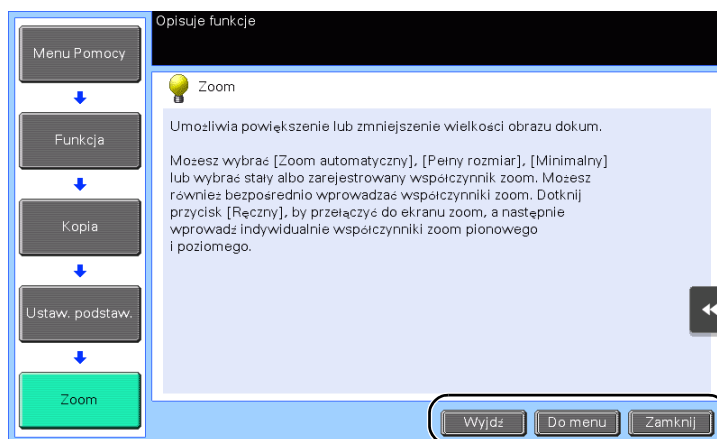 Opisuje funkcje
Menu Pomocy
Funkcja
Kopia
Ustaw. podstaw.
Zoom
Zoom
Umożliwia powiększenie lub zmniejszenie wielkości obrazu dokum.
Możesz wybrać [Zoom automatyczny], [Pełny rozmiar], [Minimalny]
lub wybrać stały albo zarejestrowany współczynnik zoom. Możesz
również bezpośrednio wprowadzać współczynniki zoom. Dotknij
przycisk [Ręczny], by przełączyć do ekranu zoom, a następnie
wprowadź indywidualnie współczynniki zoom pionowego
i poziomego.
Wyjdź
Do menu
Zamknij